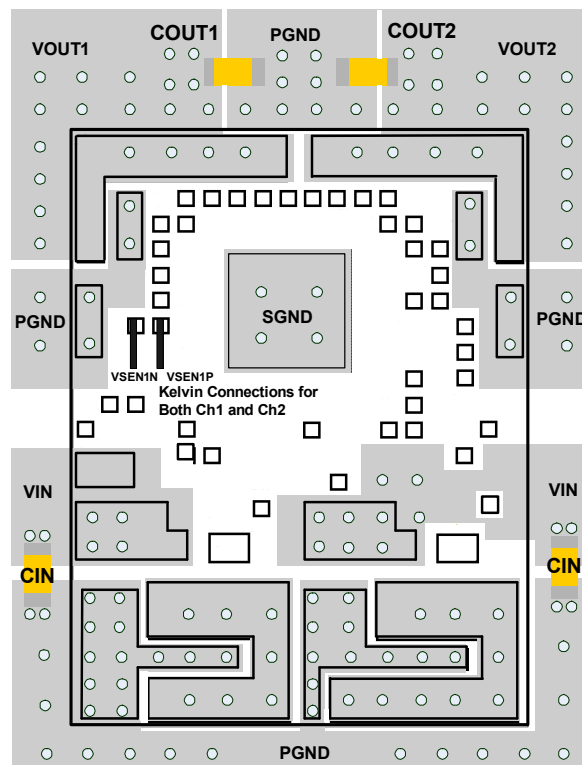 COUT1
PGND
COUT2
VOUT1
VOUT2
PGND
SGND
PGND
VSEN1N
VSEN1P
Kelvin Connections for
Both Ch1 and Ch2
VIN
VIN
CIN
CIN
PGND